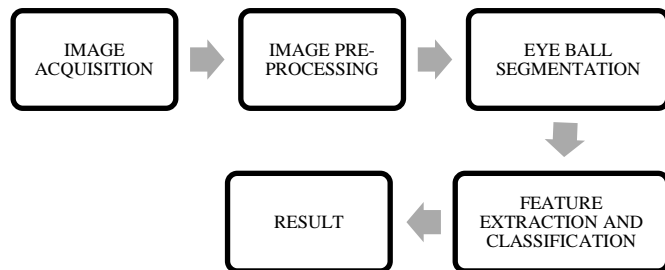 IMAGE
ACQUISITION
IMAGE PRE-
PROCESSING
EYE BALL
SEGMENTATION
FEATURE
EXTRACTION AND
CLASSIFICATION
RESULT